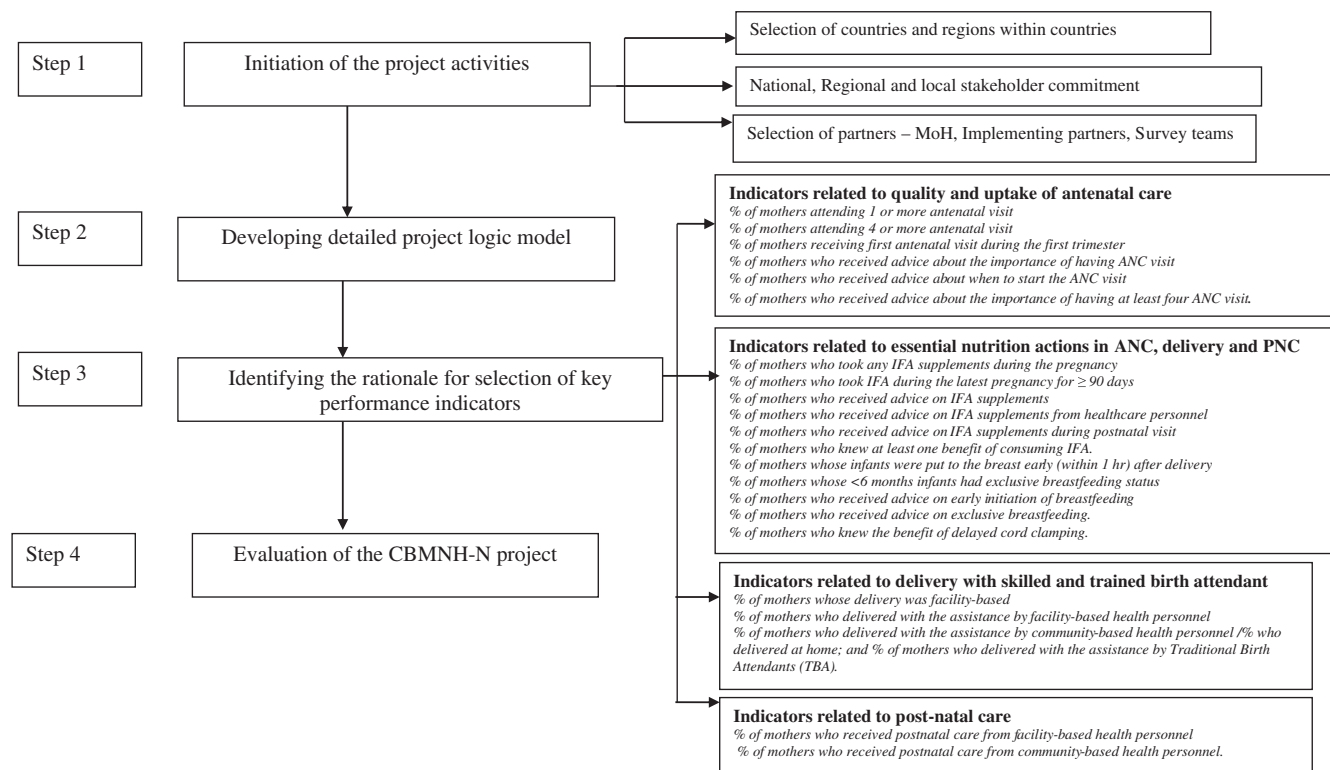 Step 1
Initiation of the project activities
Selection of countries and regions within countries
National, Regional and local stakeholder commitment
Selection of partners – MoH, Implementing partners, Survey teams
Step 2
Developing detailed project logic model
Step 3
Identifying the rationale for selection of key
performance indicators
Step 4
Evaluation of the CBMNH-N project
Indicators related to quality and uptake of antenatal care
% of mothers attending 1 or more antenatal visit
% of mothers attending 4 or more antenatal visit
% of mothers receiving first antenatal visit during the first trimester
% of mothers who received advice about the importance of having ANC visit
% of mothers who received advice about when to start the ANC visit
% of mothers who received advice about the importance of having at least four ANC visit.
Indicators related to essential nutrition actions in ANC, delivery and PNC
% of mothers who took any IFA supplements during the pregnancy
% of mothers who took IFA during the latest pregnancy for ≥ 90 days
% of mothers who received advice on IFA supplements
% of mothers who received advice on IFA supplements from healthcare personnel
% of mothers who received advice on IFA supplements during postnatal visit
% of mothers who knew at least one benefit of consuming IFA.
% of mothers whose infants were put to the breast early (within 1 hr) after delivery
% of mothers whose <6 months infants had exclusive breastfeeding status
% of mothers who received advice on early initiation of breastfeeding
% of mothers who received advice on exclusive breastfeeding.
% of mothers who knew the benefit of delayed cord clamping.
Indicators related to delivery with skilled and trained birth attendant
% of mothers whose delivery was facility-based
% of mothers who delivered with the assistance by facility-based health personnel
% of mothers who delivered with the assistance by community-based health personnel /% who
delivered at home; and % of mothers who delivered with the assistance by Traditional Birth
Attendants (TBA).
Indicators related to post-natal care
% of mothers who received postnatal care from facility-based health personnel
% of mothers who received postnatal care from community-based health personnel.